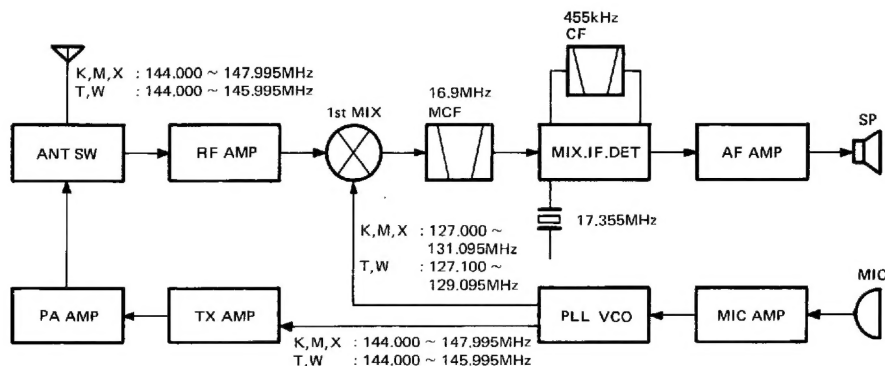 455kHz
CF
K,M,X : 144.000 ~ 147.995MHz
T,W : 144.000 ~ 145.995MHz
16.9MHz
MCF
1st MIX
SP
ANT SW
RF AMP
MIX.IF.DET
AF AMP
17.355MHz
K,M,X : 127.000 ~
131.095MHz
T,W : 127.100 ~
129.095MHz
MIC
PA AMP
TX AMP
PLL VCO
MIC AMP
K,M,X : 144.000 ~ 147.995MHz
T,W : 144.000 ~ 145.995MHz